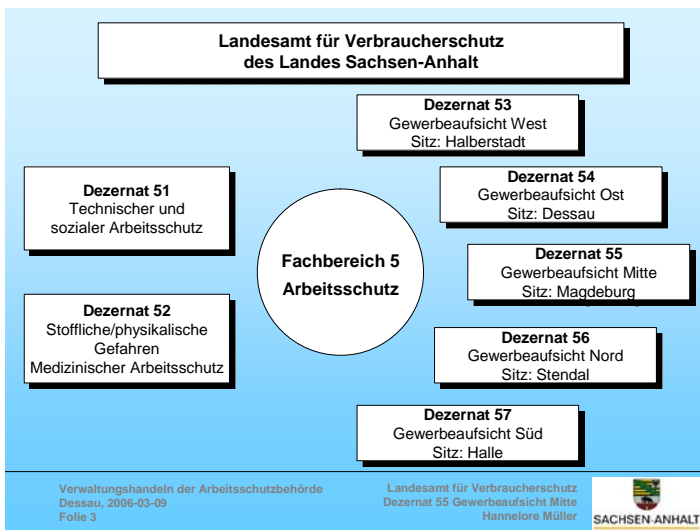 Landesamt für Verbraucherschutz
des Landes Sachsen-Anhalt
Dezernat 53
Gewerbeaufsicht West
Sitz: Halberstadt
Dezernat 51
Technischer und
sozialer Arbeitsschutz
Dezernat 54
Gewerbeaufsicht Ost
Sitz: Dessau
Fachbereich 5
Arbeitsschutz
Dezernat 55
Gewerbeaufsicht Mitte
Sitz: Magdeburg
Dezernat 52
Stoffliche/physikalische
Gefahren
Medizinischer Arbeitsschutz
Dezernat 56
Gewerbeaufsicht Nord
Sitz: Stendal
Dezernat 57
Gewerbeaufsicht Süd
Sitz: Halle
Verwaltungshandeln der Arbeitsschutzbehörde
Dessau, 2006-03-09
Folie 3
Landesamt für Verbraucherschutz
Dezernat 55 Gewerbeaufsicht Mitte
Hannelore Müller
SACHSEN-ANHALT